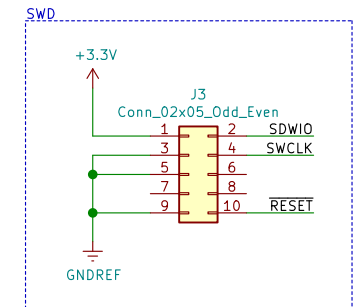 SWD
+3.3V
J3
Conn_02x05_Odd_Even
1 2 SDWIO
3 4 SWCLK
5 6
7 8
9 10 RESET
GNDREF